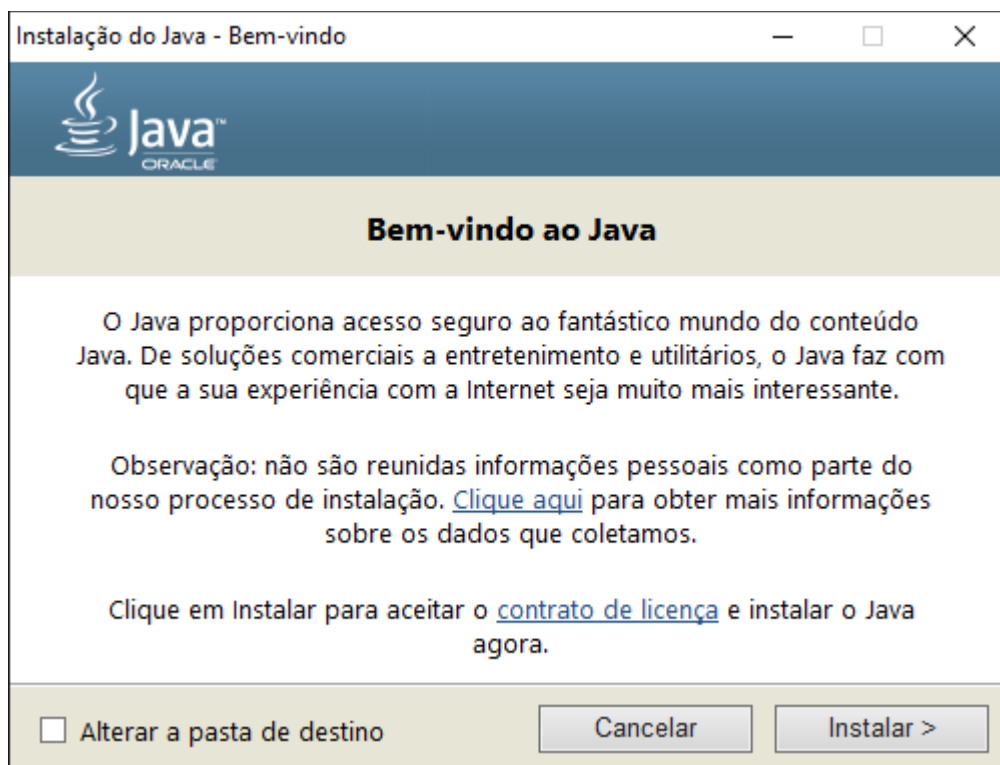 Instalação do Java - Bem-vindo
Java™
ORACLE
Bem-vindo ao Java
O Java proporciona acesso seguro ao fantástico mundo do conteúdo
Java. De soluções comerciais a entretenimento e utilitários, o Java faz com
que a sua experiência com a Internet seja muito mais interessante.
Observação: não são reunidas informações pessoais como parte do
nosso processo de instalação. Clique aqui para obter mais informações
sobre os dados que coletamos.
Clique em Instalar para aceitar o contrato de licença e instalar o Java
agora.
Alterar a pasta de destino
Cancelar
Instalar >